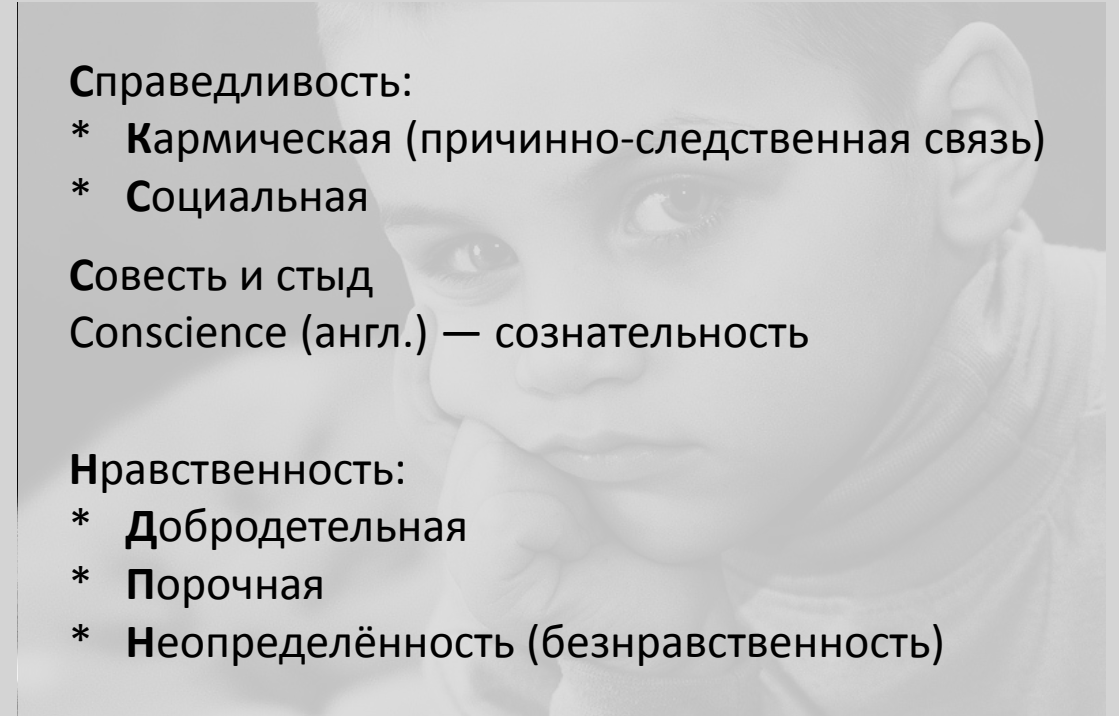 Справедливость:
* Кармическая (причинно-следственная связь)
* Социальная
Совесть и стыд
Conscience (англ.) — сознательность
Нравственность:
* Добродетельная
* Порочная
* Неопределённость (безнравственность)